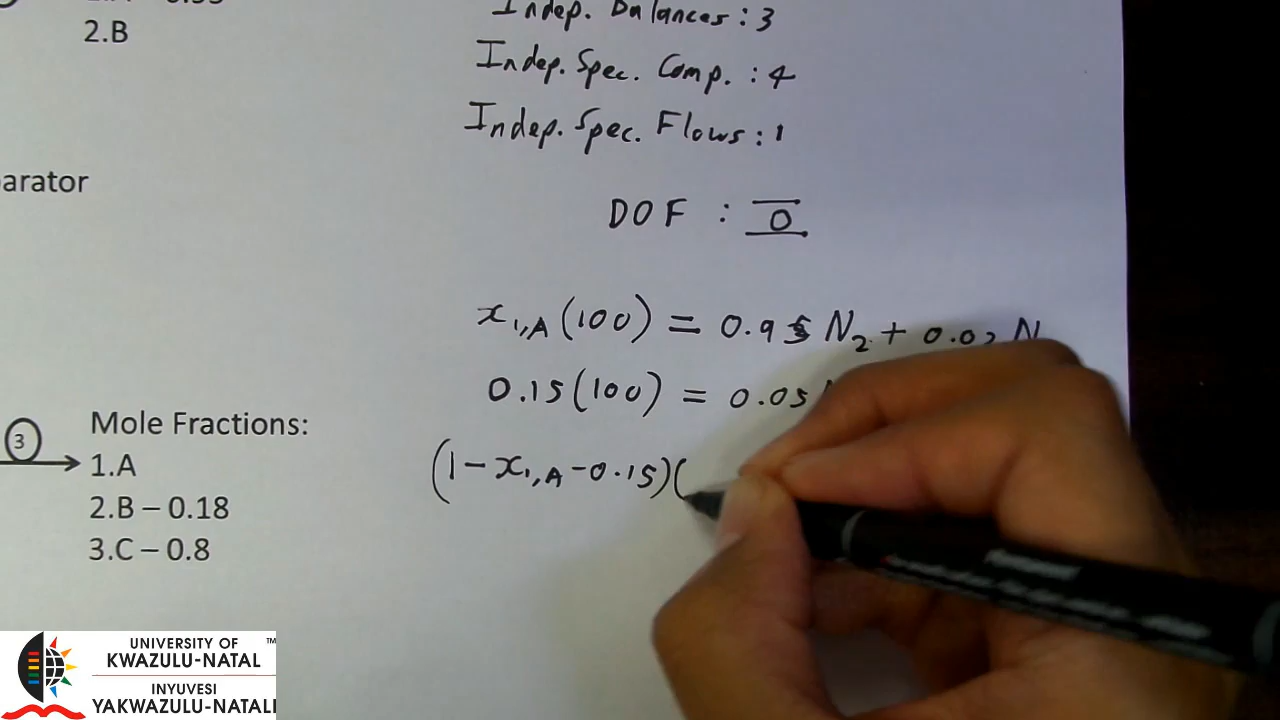 2.B
Indep. Balances : 3
Indep. Spec. Comp. : 4
Indep. Spec. Flows : 1
arator
DOF : 0
x1,A (100) = 0.95 N2 + 0.02 N
0.15 (100) = 0.05
(1 - x1,A - 0.15)(
3
Mole Fractions:
1.A
2.B – 0.18
3.C – 0.8
UNIVERSITY OF
KWAZULU-NATAL
INYUVESI
YAKWAZULU-NATALI
TM